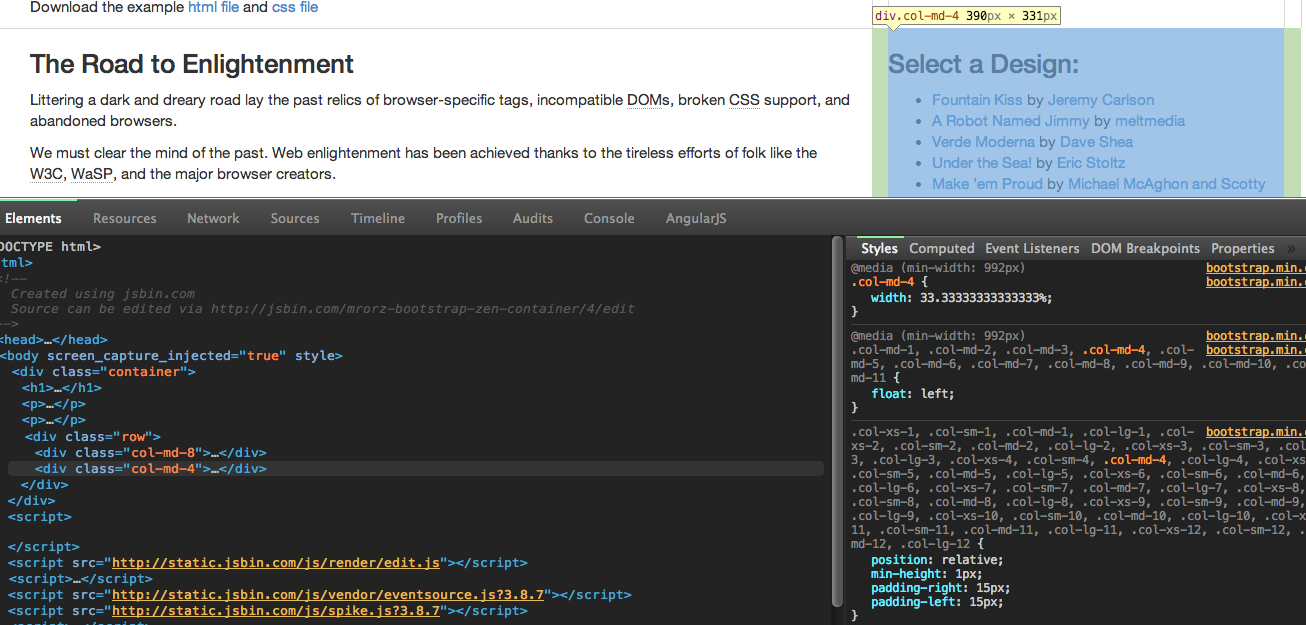 Download the example html file and css file
div.col-md-4 390px × 331px
The Road to Enlightenment
Littering a dark and dreary road lay the past relics of browser-specific tags, incompatible DOMs, broken CSS support, and
abandoned browsers.
We must clear the mind of the past. Web enlightenment has been achieved thanks to the tireless efforts of folk like the
W3C, WaSP, and the major browser creators.
Select a Design:
• Fountain Kiss by Jeremy Carlson
• A Robot Named Jimmy by meltmedia
• Verde Moderna by Dave Shea
• Under the Sea! by Eric Stoltz
• Make 'em Proud by Michael McAghon and Scotty
Elements Resources Network Sources Timeline Profiles Audits Console AngularJS
OCTYPE html>
tml>
<!--
Created using jsbin.com
Source can be edited via http://jsbin.com/mrorz-bootstrap-zen-container/4/edit
-->
<head>…</head>
<body screen_capture_injected="true" style>
<div class="container">
<h1>…</h1>
<p>…</p>
<p>…</p>
<div class="row">
<div class="col-md-8">…</div>
<div class="col-md-4">…</div>
</div>
</div>
<script>
</script>
<script src="http://static.jsbin.com/js/render/edit.js"></script>
<script>…</script>
<script src="http://static.jsbin.com/js/vendor/eventsource.js?3.8.7"></script>
<script src="http://static.jsbin.com/js/spike.js?3.8.7"></script>
Styles Computed Event Listeners DOM Breakpoints Properties »
@media (min-width: 992px) bootstrap.min.
.col-md-4 { bootstrap.min.
width: 33.33333333333333%;
}
@media (min-width: 992px) bootstrap.min.
.col-md-1, .col-md-2, .col-md-3, .col-md-4, .col- bootstrap.min.
md-5, .col-md-6, .col-md-7, .col-md-8, .col-md-9, .col-md-10, .co
md-11 {
float: left;
}
.col-xs-1, .col-sm-1, .col-md-1, .col-lg-1, .col- bootstrap.min.
xs-2, .col-sm-2, .col-md-2, .col-lg-2, .col-xs-3, .col-sm-3, .col
3, .col-lg-3, .col-xs-4, .col-sm-4, .col-md-4, .col-lg-4, .col-xs
.col-sm-5, .col-md-5, .col-lg-5, .col-xs-6, .col-sm-6, .col-md-6,
.col-lg-6, .col-xs-7, .col-sm-7, .col-md-7, .col-lg-7, .col-xs-8,
.col-sm-8, .col-md-8, .col-lg-8, .col-xs-9, .col-sm-9, .col-md-9,
.col-lg-9, .col-xs-10, .col-sm-10, .col-md-10, .col-lg-10, .col-x
11, .col-sm-11, .col-md-11, .col-lg-11, .col-xs-12, .col-sm-12, .
md-12, .col-lg-12 {
position: relative;
min-height: 1px;
padding-right: 15px;
padding-left: 15px;
}